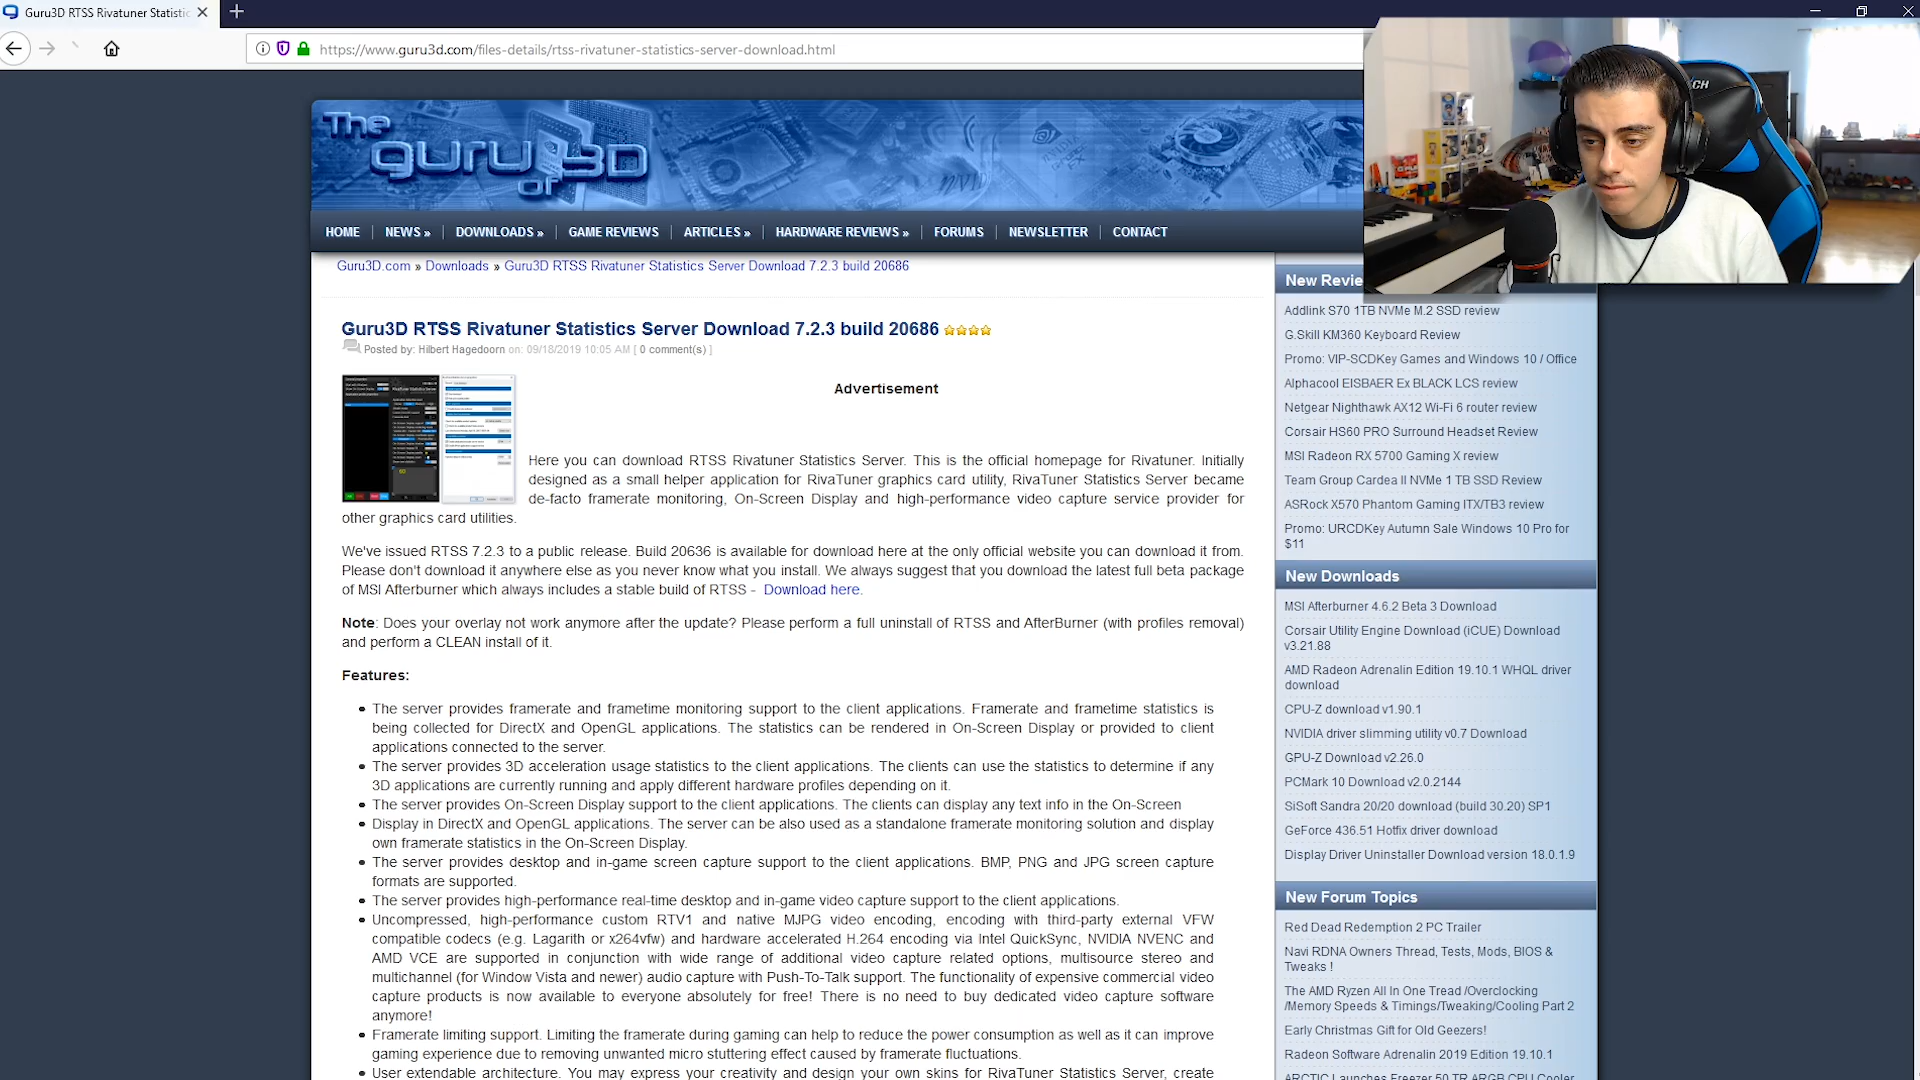 Guru3D RTSS Rivatuner Statistic
https://www.guru3d.com/files-details/rtss-rivatuner-statistics-server-download.html
The guru of 3D
HOME NEWS » DOWNLOADS » GAME REVIEWS ARTICLES » HARDWARE REVIEWS » FORUMS NEWSLETTER CONTACT
Guru3D.com » Downloads » Guru3D RTSS Rivatuner Statistics Server Download 7.2.3 build 20686
Guru3D RTSS Rivatuner Statistics Server Download 7.2.3 build 20686
Posted by: Hilbert Hagedoorn on: 09/18/2019 10:05 AM [ 0 comment(s) ]
Advertisement
Here you can download RTSS Rivatuner Statistics Server. This is the official homepage for Rivatuner. Initially
designed as a small helper application for RivaTuner graphics card utility, RivaTuner Statistics Server became
de-facto framerate monitoring, On-Screen Display and high-performance video capture service provider for
other graphics card utilities.
We've issued RTSS 7.2.3 to a public release. Build 20636 is available for download here at the only official website you can download it from.
Please don't download it anywhere else as you never know what you install. We always suggest that you download the latest full beta package
of MSI Afterburner which always includes a stable build of RTSS - Download here.
Note: Does your overlay not work anymore after the update? Please perform a full uninstall of RTSS and AfterBurner (with profiles removal)
and perform a CLEAN install of it.
Features:
The server provides framerate and frametime monitoring support to the client applications. Framerate and frametime statistics is
being collected for DirectX and OpenGL applications. The statistics can be rendered in On-Screen Display or provided to client
applications connected to the server.
The server provides 3D acceleration usage statistics to the client applications. The clients can use the statistics to determine if any
3D applications are currently running and apply different hardware profiles depending on it.
The server provides On-Screen Display support to the client applications. The clients can display any text info in the On-Screen
Display in DirectX and OpenGL applications. The server can be also used as a standalone framerate monitoring solution and display
own framerate statistics in the On-Screen Display.
The server provides desktop and in-game screen capture support to the client applications. BMP, PNG and JPG screen capture
formats are supported.
The server provides high-performance real-time desktop and in-game video capture support to the client applications.
Uncompressed, high-performance custom RTV1 and native MJPG video encoding, encoding with third-party external VFW
compatible codecs (e.g. Lagarith or x264vfw) and hardware accelerated H.264 encoding via Intel QuickSync, NVIDIA NVENC and
AMD VCE are supported in conjunction with wide range of additional video capture related options, multisource stereo and
multichannel (for Window Vista and newer) audio capture with Push-To-Talk support. The functionality of expensive commercial video
capture products is now available to everyone absolutely for free! There is no need to buy dedicated video capture software
anymore!
Framerate limiting support. Limiting the framerate during gaming can help to reduce the power consumption as well as it can improve
gaming experience due to removing unwanted micro stuttering effect caused by framerate fluctuations.
User extendable architecture. You may express your creativity and design your own skins for RivaTuner Statistics Server, create
New Revie
Addlink S70 1TB NVMe M.2 SSD review
G.Skill KM360 Keyboard Review
Promo: VIP-SCDKey Games and Windows 10 / Office
Alphacool EISBAER Ex BLACK LCS review
Netgear Nighthawk AX12 Wi-Fi 6 router review
Corsair HS60 PRO Surround Headset Review
MSI Radeon RX 5700 Gaming X review
Team Group Cardea II NVMe 1 TB SSD Review
ASRock X570 Phantom Gaming ITX/TB3 review
Promo: URCDKey Autumn Sale Windows 10 Pro for
$11
New Downloads
MSI Afterburner 4.6.2 Beta 3 Download
Corsair Utility Engine Download (iCUE) Download
v3.21.88
AMD Radeon Adrenalin Edition 19.10.1 WHQL driver
download
CPU-Z download v1.90.1
NVIDIA driver slimming utility v0.7 Download
GPU-Z Download v2.26.0
PCMark 10 Download v2.0.2144
SiSoft Sandra 20/20 download (build 30.20) SP1
GeForce 436.51 Hotfix driver download
Display Driver Uninstaller Download version 18.0.1.9
New Forum Topics
Red Dead Redemption 2 PC Trailer
Navi RDNA Owners Thread, Tests, Mods, BIOS &
Tweaks !
The AMD Ryzen All In One Tread /Overclocking
/Memory Speeds & Timings/Tweaking/Cooling Part 2
Early Christmas Gift for Old Geezers!
Radeon Software Adrenalin 2019 Edition 19.10.1
ARCTIC Launches Freezer 50 TR ARGB CPU Cooler